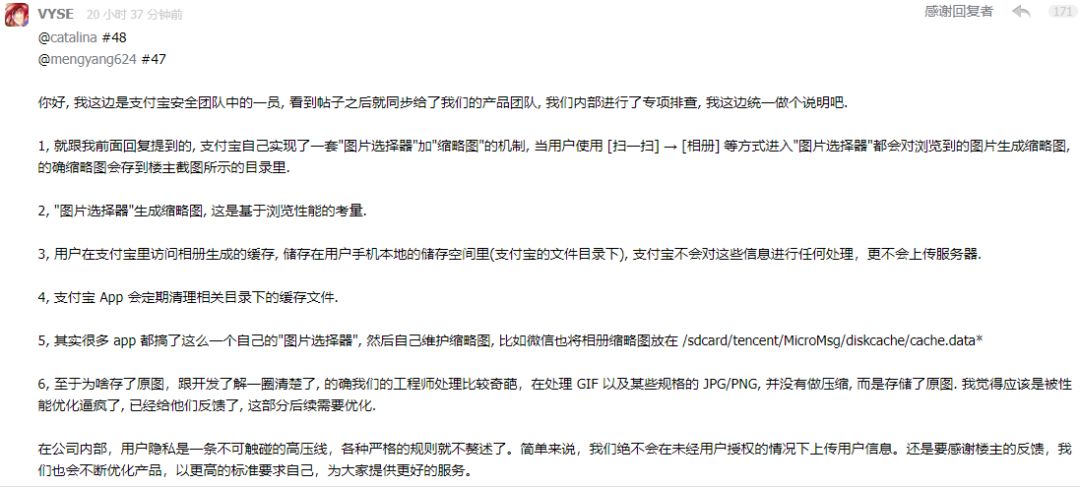 VYSE 20 小时 37 分钟前 感谢回复者 171
@catalina #48
@mengyang624 #47
你好, 我这边是支付宝安全团队中的一员, 看到帖子之后就同步给了我们的产品团队, 我们内部进行了专项排查, 我这边统一做个说明吧.
1, 就跟我前面回复提到的, 支付宝自己实现了一套"图片选择器"加"缩略图"的机制, 当用户使用 [扫一扫] → [相册] 等方式进入"图片选择器"都会对浏览到的图片生成缩略图,
的确缩略图会存到楼主截图所示的目录里.
2, "图片选择器"生成缩略图, 这是基于浏览性能的考量.
3, 用户在支付宝里访问相册生成的缓存, 储存在用户手机本地的储存空间里(支付宝的文件目录下), 支付宝不会对这些信息进行任何处理，更不会上传服务器.
4, 支付宝 App 会定期清理相关目录下的缓存文件.
5, 其实很多 app 都搞了这么一个自己的"图片选择器", 然后自己维护缩略图, 比如微信也将相册缩略图放在 /sdcard/tencent/MicroMsg/diskcache/cache.data*
6, 至于为啥存了原图，跟开发了解一圈清楚了, 的确我们的工程师处理比较奇葩，在处理 GIF 以及某些规格的 JPG/PNG, 并没有做压缩, 而是存储了原图. 我觉得应该是被性
能优化逼疯了, 已经给他们反馈了, 这部分后续需要优化.
在公司内部，用户隐私是一条不可触碰的高压线，各种严格的规则就不赘述了。简单来说，我们绝不会在未经用户授权的情况下上传用户信息。还是要感谢楼主的反馈，我
们也会不断优化产品，以更高的标准要求自己，为大家提供更好的服务。